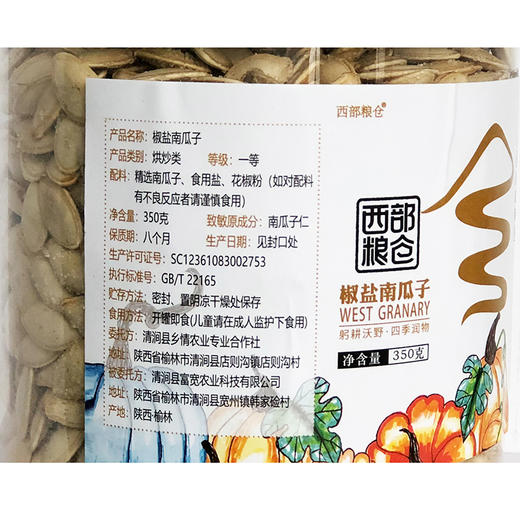 产品名称：椒盐南瓜子
产品类别：烘炒类 等级：一等
配料：精选南瓜子、食用盐、花椒粉（如对配料
有不良反应者请谨慎食用）
净含量：350克 致敏原成分：南瓜子仁
保质期：八个月 生产日期：见封口处
生产许可证号：SC12361083002753
执行标准号：GB/T 22165
贮存方法：密封、置阴凉干燥处保存
食用方法：开罐即食(儿童请在成人监护下食用)
委托方：清涧县乡情农业专业合作社
地址：陕西省榆林市清涧县店则沟镇店则沟村
被委托方：清涧县富宽农业科技有限公司
地址：陕西省榆林市清涧县宽州镇韩家硷村
产地：陕西·榆林
西部粮仓®
西部
粮仓
椒盐南瓜子
WEST GRANARY
躬耕沃野·四季润物
净含量 350克